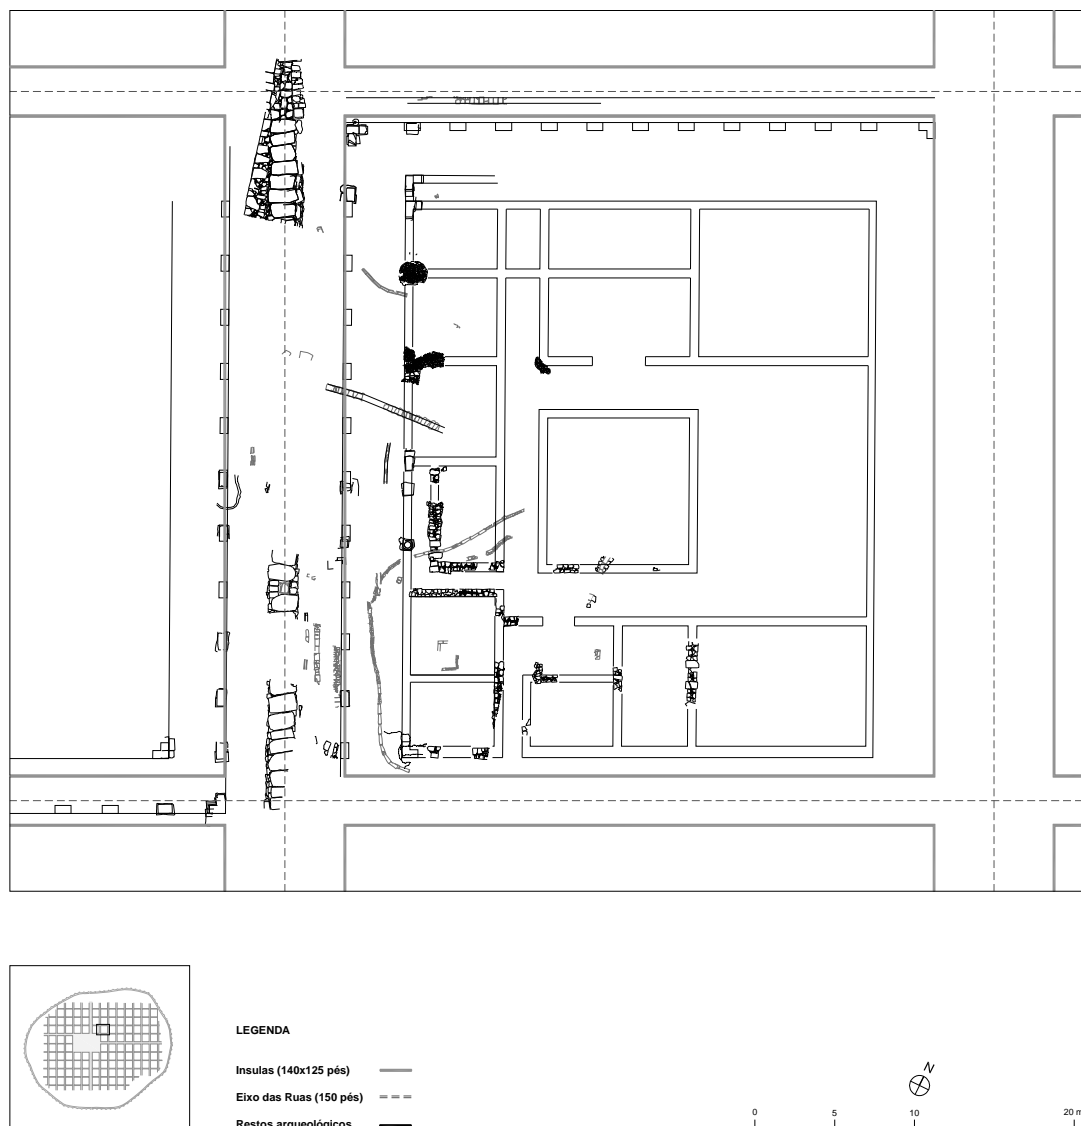 LEGENDA
Insulas (140x125 pés)
Eixo das Ruas (150 pés)
Restos arqueológicos
N
0 5 10 20 m